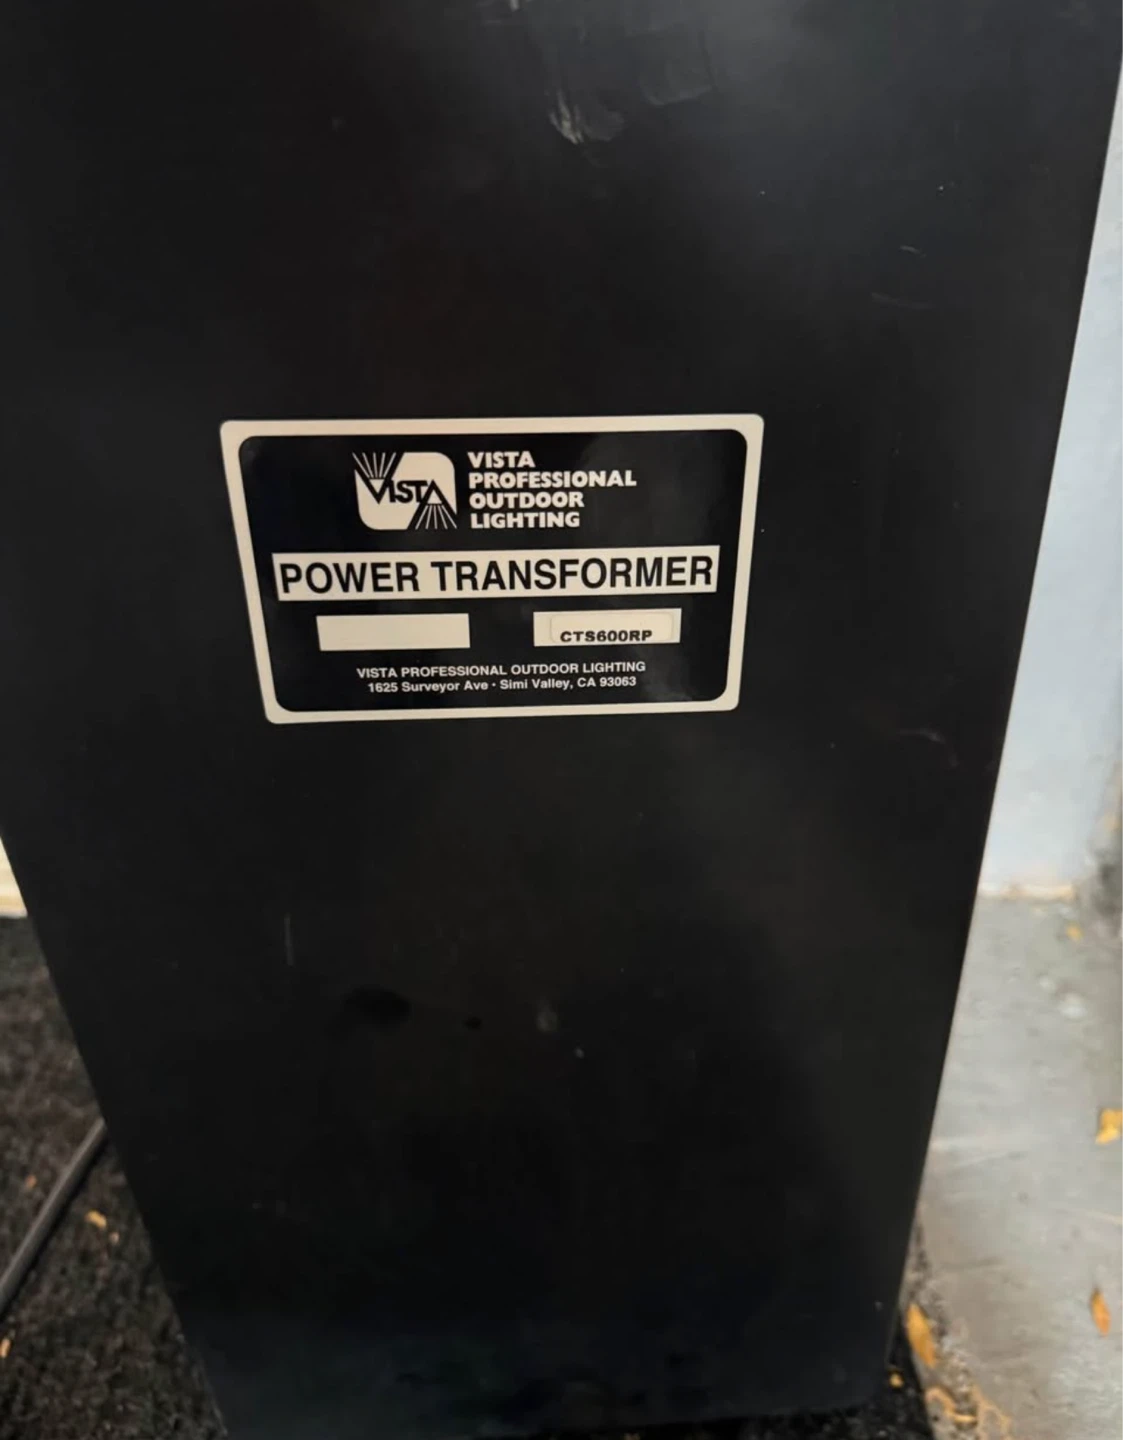 VISTA
VISTA
PROFESSIONAL
OUTDOOR
LIGHTING
POWER TRANSFORMER
CTS600RP
VISTA PROFESSIONAL OUTDOOR LIGHTING
1625 Surveyor Ave • Simi Valley, CA 93063